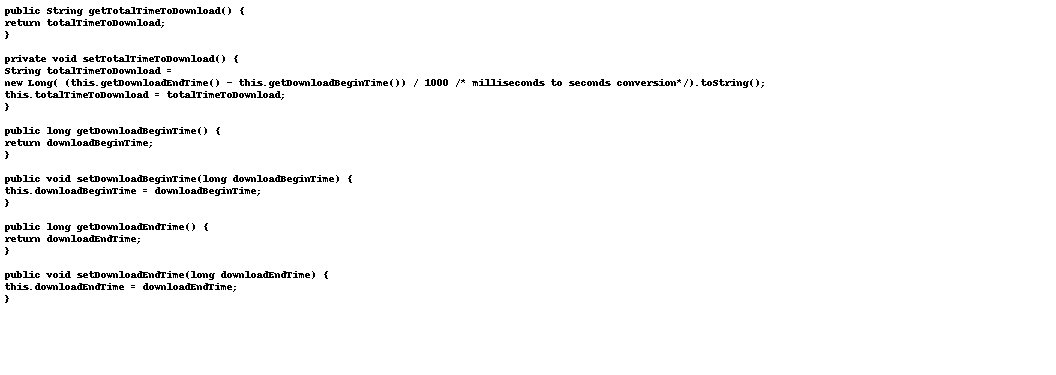 public String getTotalTimeToDownload() {
return totalTimeToDownload;
}
private void setTotalTimeToDownload() {
String totalTimeToDownload =
new Long( (this.getDownloadEndTime() - this.getDownloadBeginTime()) / 1000 /* milliseconds to seconds conversion*/).toString();
this.totalTimeToDownload = totalTimeToDownload;
}
public long getDownloadBeginTime() {
return downloadBeginTime;
}
public void setDownloadBeginTime(long downloadBeginTime) {
this.downloadBeginTime = downloadBeginTime;
}
public long getDownloadEndTime() {
return downloadEndTime;
}
public void setDownloadEndTime(long downloadEndTime) {
this.downloadEndTime = downloadEndTime;
}